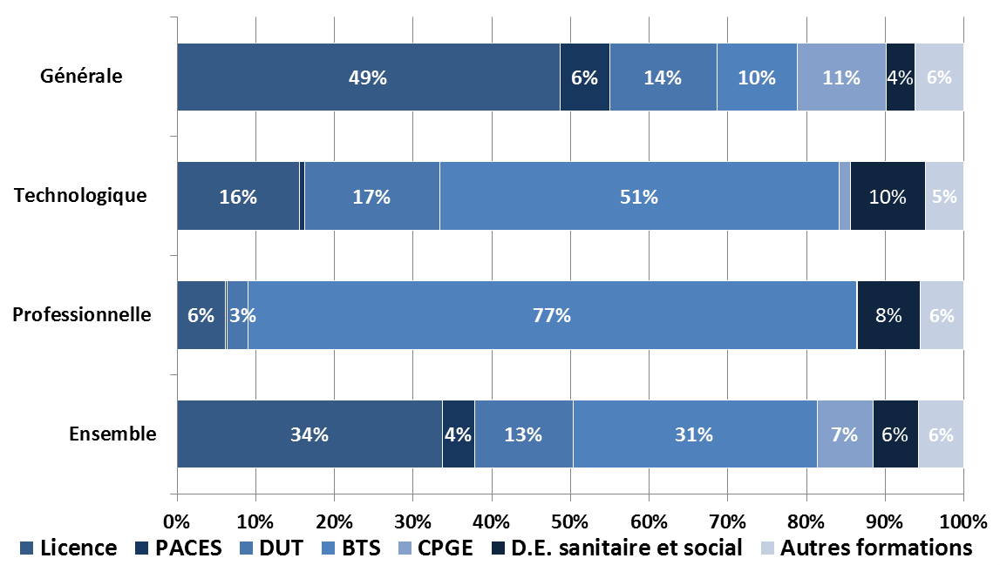 Générale 49% 6% 14% 10% 11% 4% 6%
Technologique 16% 17% 51% 10% 5%
Professionnelle 6% 3% 77% 8% 6%
Ensemble 34% 4% 13% 31% 7% 6% 6%
0% 10% 20% 30% 40% 50% 60% 70% 80% 90% 100%
Licence PACES DUT BTS CPGE D.E. sanitaire et social Autres formations